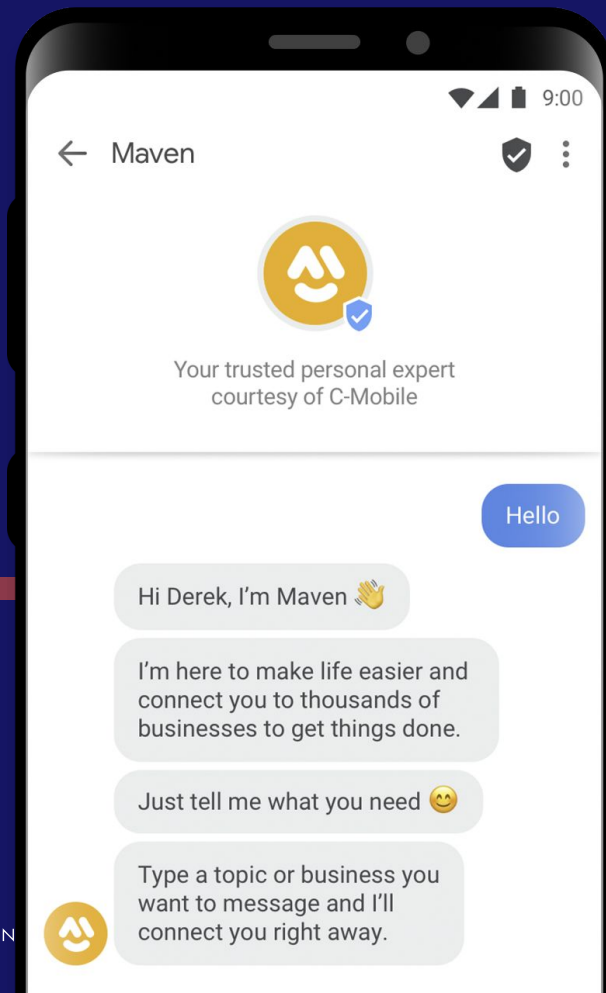 9:00
Maven
Your trusted personal expert
courtesy of C-Mobile
Hello
Hi Derek, I'm Maven 👋
I'm here to make life easier and
connect you to thousands of
businesses to get things done.
Just tell me what you need 😊
Type a topic or business you
want to message and I'll
connect you right away.
N